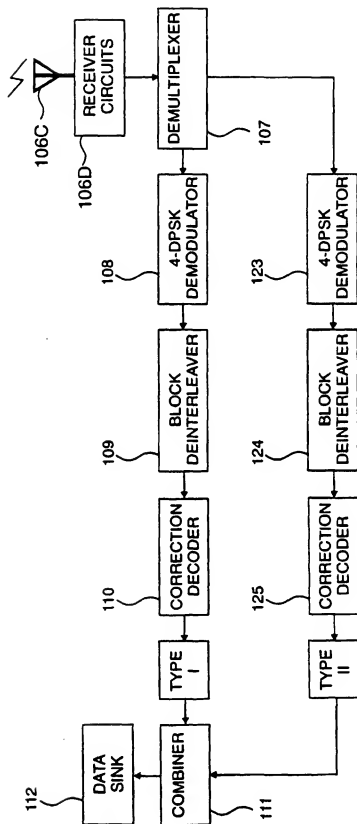 106C
RECEIVER
CIRCUITS
106D
DEMULTIPLEXER
107
4-DPSK
DEMODULATOR
108
BLOCK
DEINTERLEAVER
109
CORRECTION
DECODER
110
TYPE
I
COMBINER
111
DATA
SINK
112
4-DPSK
DEMODULATOR
123
BLOCK
DEINTERLEAVER
124
CORRECTION
DECODER
125
TYPE
II